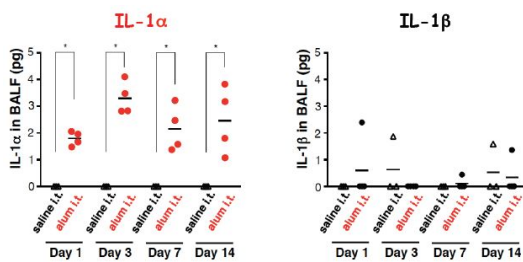 IL-1α
IL-1α in BALF (pg)
5
4
3
2
1
0
*
*
*
*
saline i.t.
alum i.t.
saline i.t.
alum i.t.
saline i.t.
alum i.t.
saline i.t.
alum i.t.
Day 1
Day 3
Day 7
Day 14
IL-1β
IL-1β in BALF (pg)
5
4
3
2
1
0
saline i.t.
alum i.t.
saline i.t.
alum i.t.
saline i.t.
alum i.t.
saline i.t.
alum i.t.
Day 1
Day 3
Day 7
Day 14